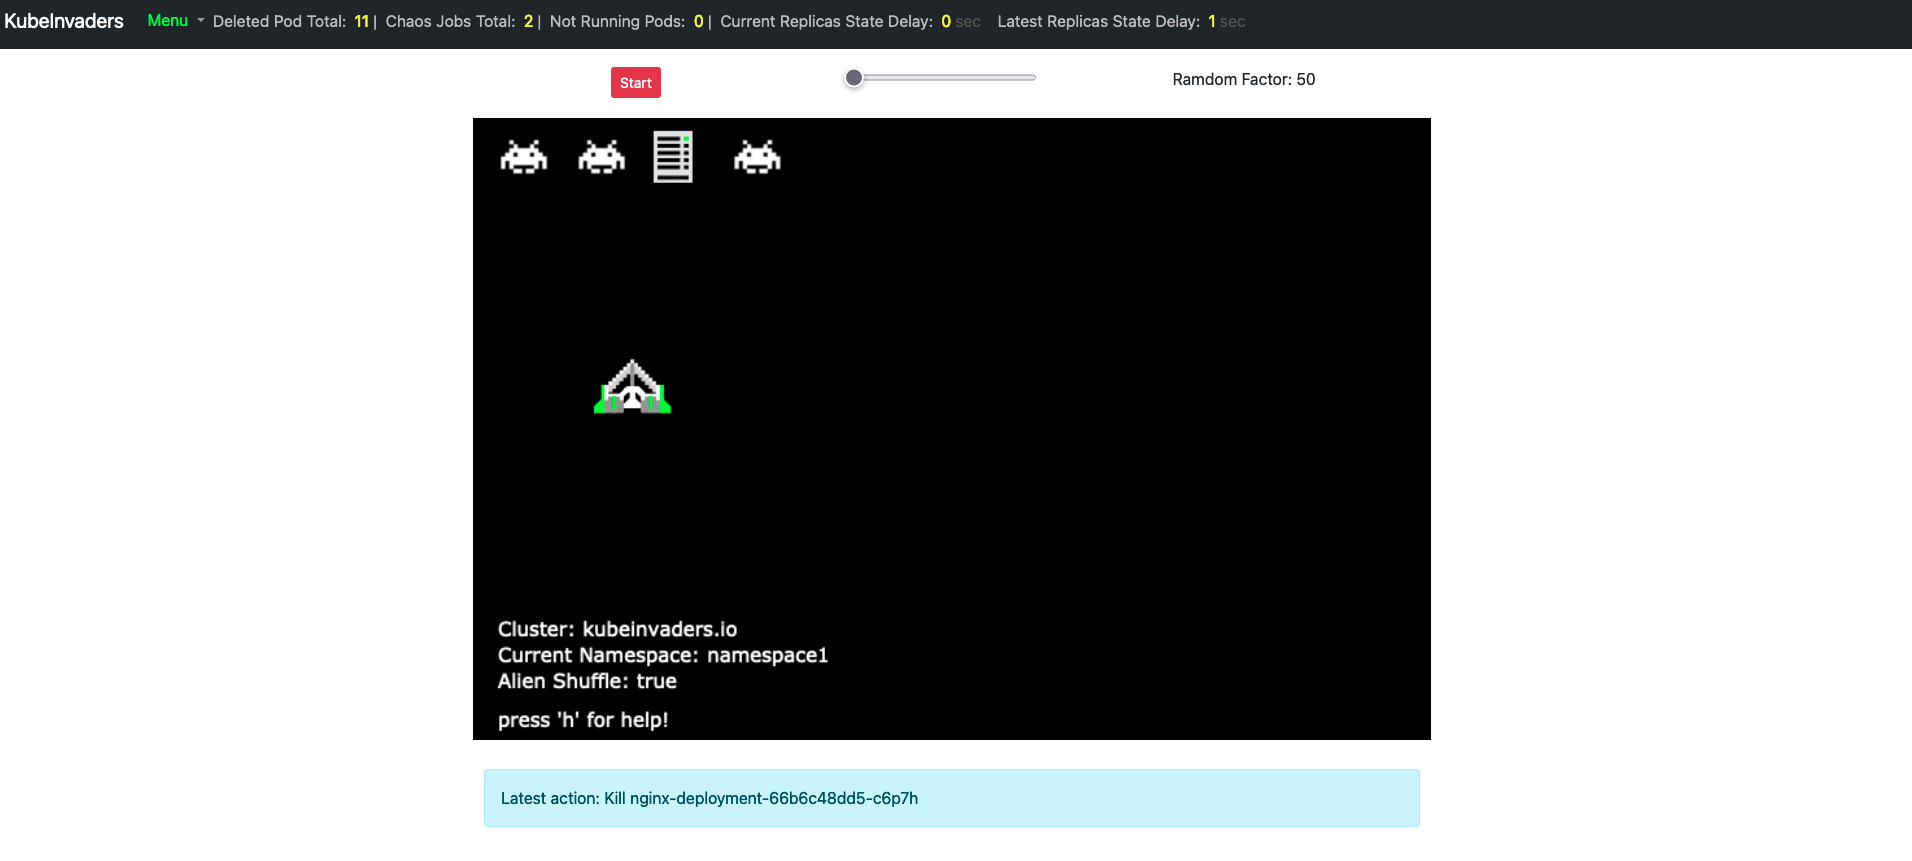 KubeInvaders Menu Deleted Pod Total: 11 | Chaos Jobs Total: 2 | Not Running Pods: 0 | Current Replicas State Delay: 0 sec Latest Replicas State Delay: 1 sec
Start Ramdom Factor: 50
Cluster: kubeinvaders.io
Current Namespace: namespace1
Alien Shuffle: true
press 'h' for help!
Latest action: Kill nginx-deployment-66b6c48dd5-c6p7h